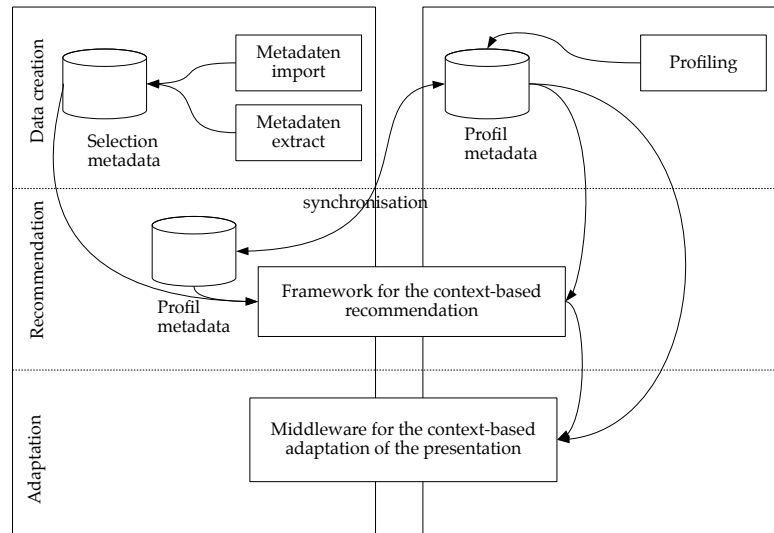 Data creation
Metadaten
import
Metadaten
extract
Selection
metadata
Profil
metadata
Profiling
Recommendation
synchronisation
Profil
metadata
Framework for the context-based
recommendation
Adaptation
Middleware for the context-based
adaptation of the presentation